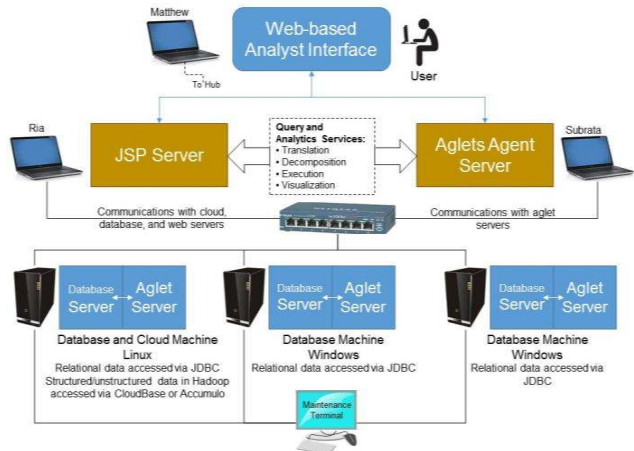 Matthew
To Hub
Web-based
Analyst Interface
User
Ria
JSP Server
Query and
Analytics Services:
• Translation
• Decomposition
• Execution
• Visualization
Aglets Agent
Server
Subrata
Communications with cloud,
database, and web servers
NETGEAR
Communications with aglet
servers
Database
Server
Aglet
Server
Database
Server
Aglet
Server
Database
Server
Aglet
Server
Database and Cloud Machine
Linux
Relational data accessed via JDBC
Structured/unstructured data in Hadoop
accessed via CloudBase or Accumulo
Database Machine
Windows
Relational data accessed via JDBC
Database Machine
Windows
Relational data accessed via
JDBC
Maintenance
Terminal